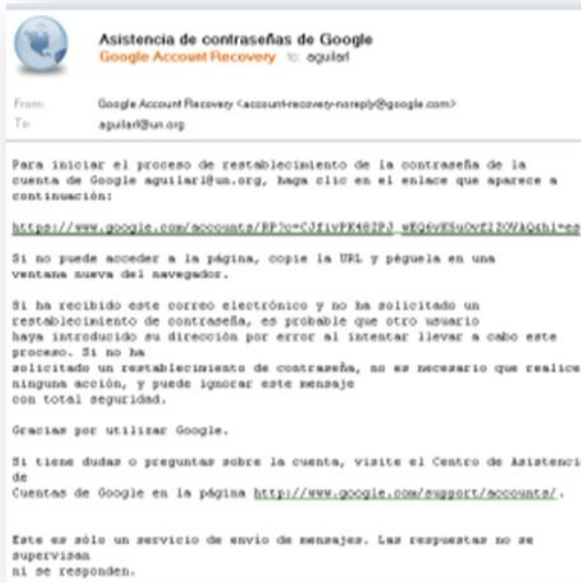 Asistencia de contraseñas de Google
Google Account Recovery to: aguilarl
From: Google Account Recovery <account-recovery-noreply@google.com>
To: aguilarl@un.org
Para iniciar el proceso de restablecimiento de la contraseña de la
cuenta de Google aguilarl@un.org, haga clic en el enlace que aparece a
continuación:
Si no puede acceder a la página, copie la URL y péguela en una
ventana nueva del navegador.
Si ha recibido este correo electrónico y no ha solicitado un
restablecimiento de contraseña, es probable que otro usuario
haya introducido su dirección por error al intentar llevar a cabo este
proceso. Si no ha
solicitado un restablecimiento de contraseña, no es necesario que realice
ninguna acción, y puede ignorar este mensaje
con total seguridad.
Gracias por utilizar Google.
Si tiene dudas o preguntas sobre la cuenta, visite el Centro de Asistenci
de
Cuentas de Google en la página http://www.google.com/support/accounts/.
Este es sólo un servicio de envío de mensajes. Las respuestas no se
supervisan
ni se responden.